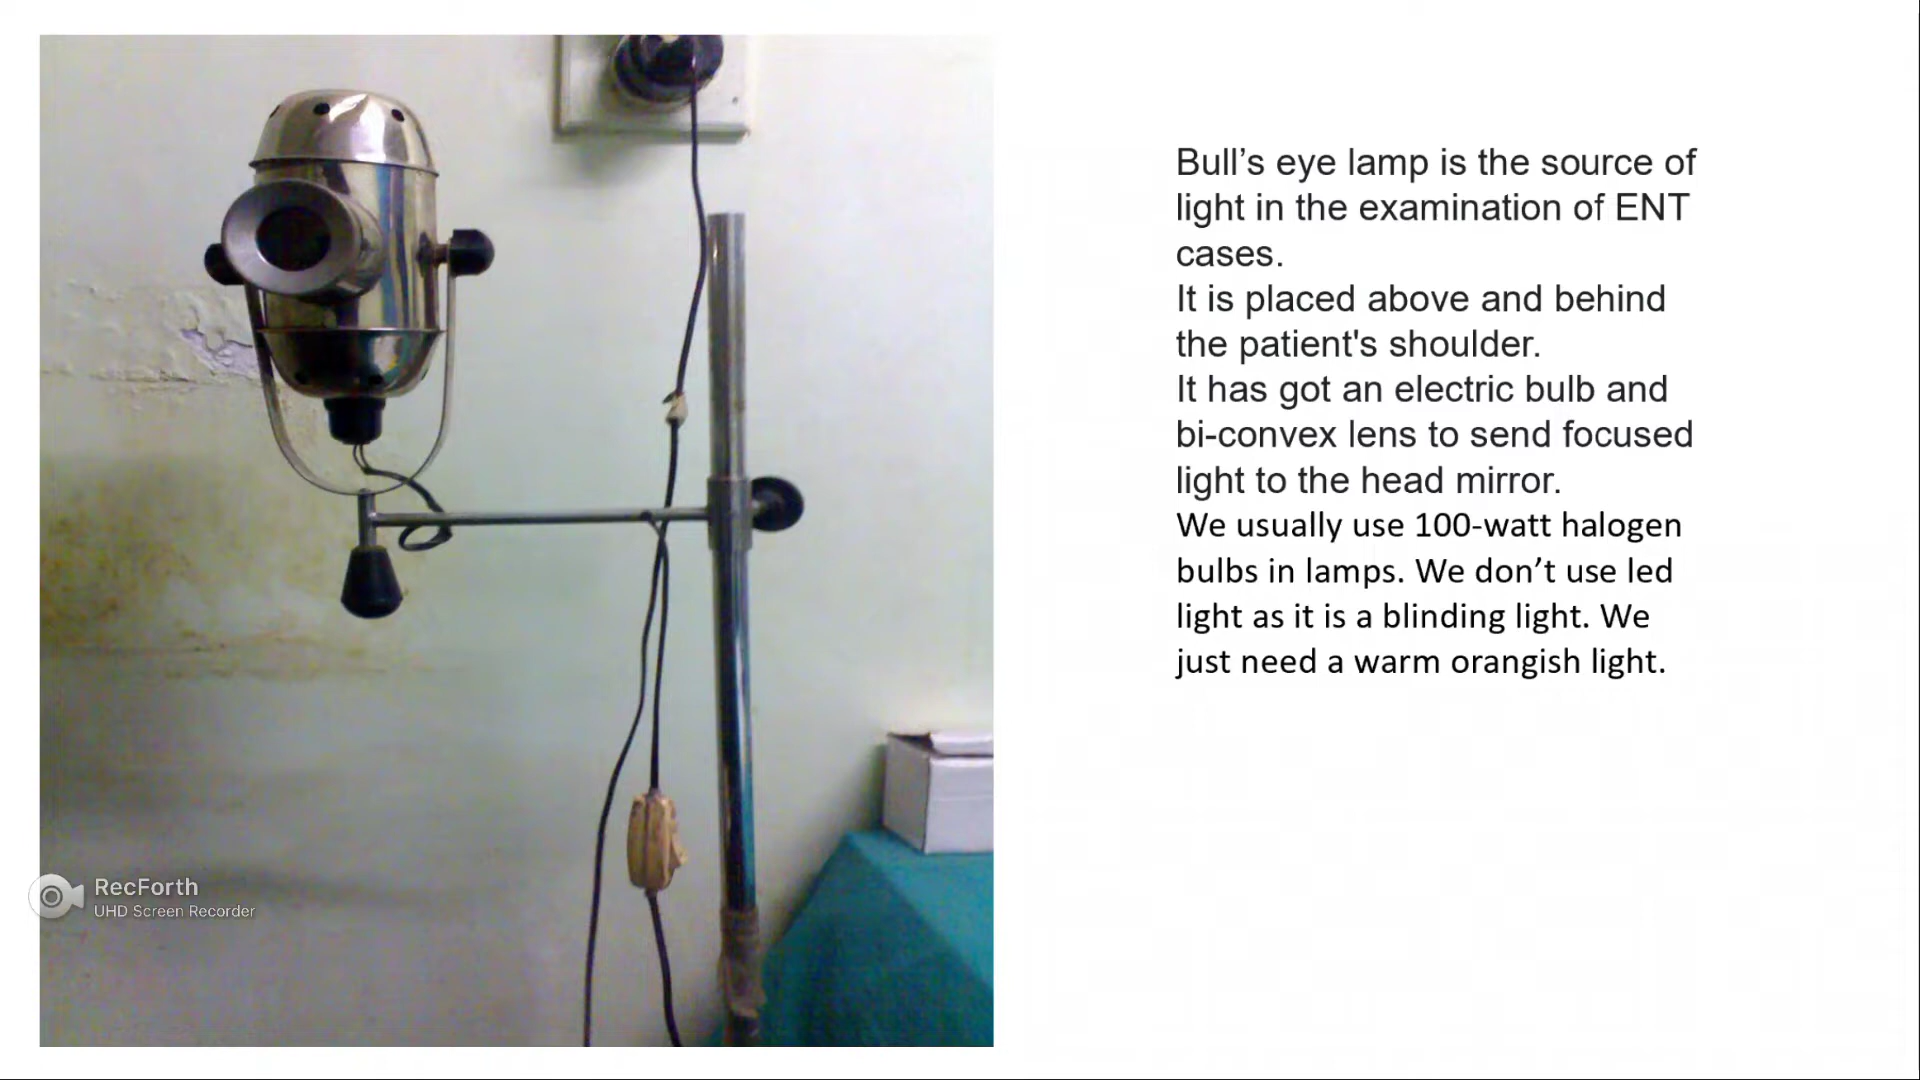 Bull’s eye lamp is the source of
light in the examination of ENT
cases.
It is placed above and behind
the patient's shoulder.
It has got an electric bulb and
bi-convex lens to send focused
light to the head mirror.
We usually use 100-watt halogen
bulbs in lamps. We don’t use led
light as it is a blinding light. We
just need a warm orangish light.
RecForth
UHD Screen Recorder